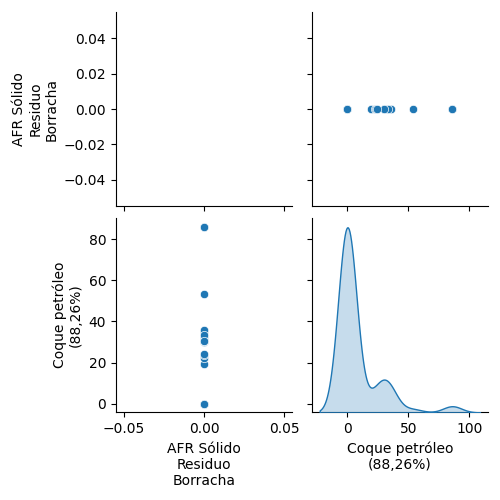 0.04
0.02
0.00
−0.02
−0.04
AFR Sólido
Residuo
Borracha
80
60
40
20
0
Coque petróleo
(88,26%)
−0.05
0.00
0.05
AFR Sólido
Residuo
Borracha
0
50
100
Coque petróleo
(88,26%)